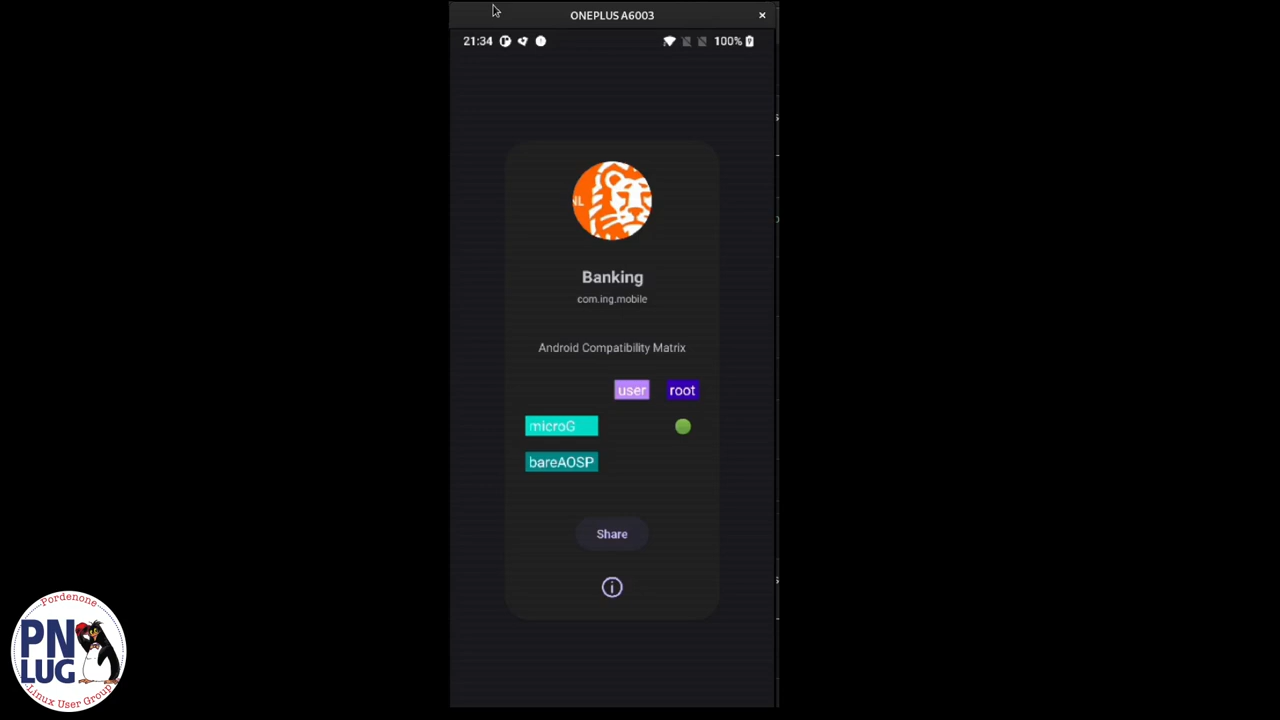 ONEPLUS A6003
21:34
100%
NL
Banking
com.ing.mobile
Android Compatibility Matrix
user root
microG
bareAOSP
Share
Pordenone
PN
LUG
Linux User Group